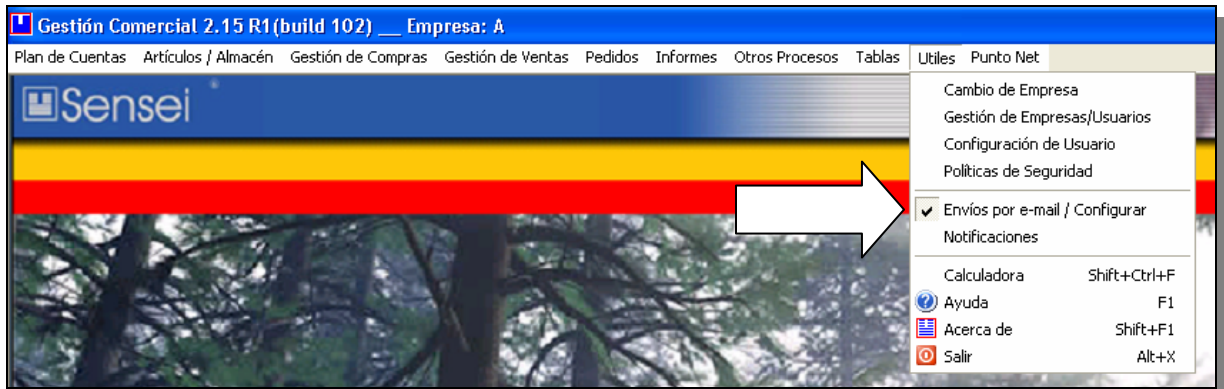 Gestión Comercial 2.15 R1(build 102) __ Empresa: A
Plan de Cuentas Artículos / Almacén Gestión de Compras Gestión de Ventas Pedidos Informes Otros Procesos Tablas Utiles Punto Net
Sensei
Cambio de Empresa
Gestión de Empresas/Usuarios
Configuración de Usuario
Políticas de Seguridad
Envíos por e-mail / Configurar
Notificaciones
Calculadora Shift+Ctrl+F
Ayuda F1
Acerca de Shift+F1
Salir Alt+X